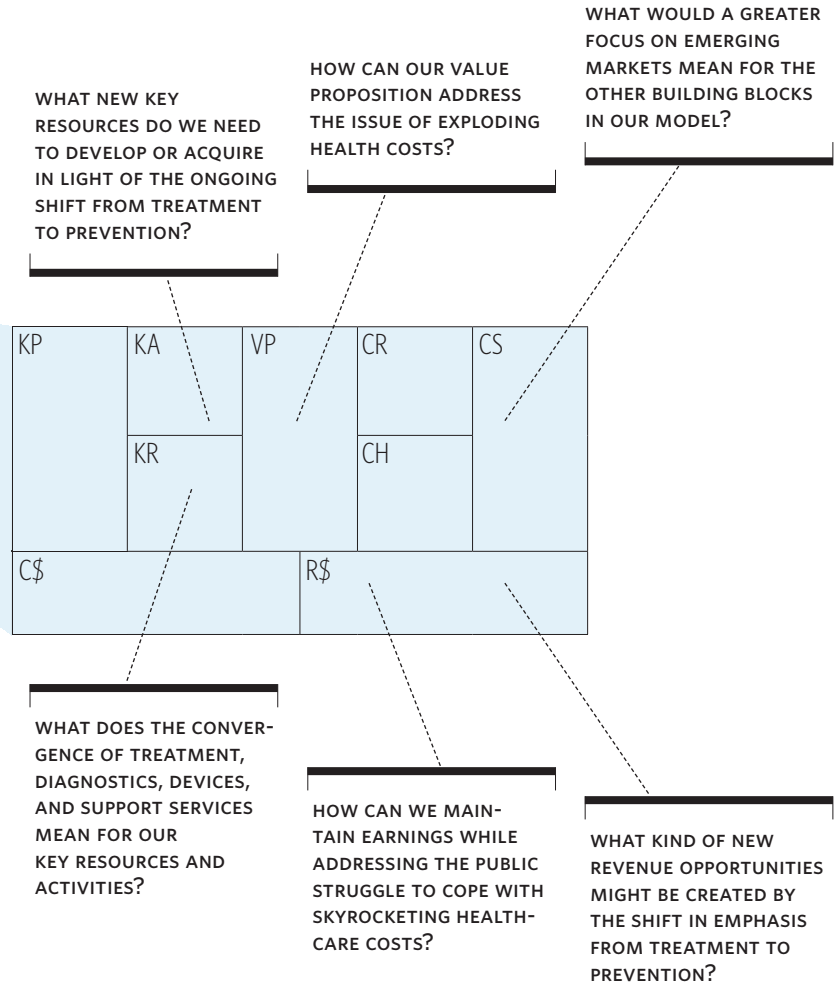 WHAT NEW KEY
RESOURCES DO WE NEED
TO DEVELOP OR ACQUIRE
IN LIGHT OF THE ONGOING
SHIFT FROM TREATMENT
TO PREVENTION?
HOW CAN OUR VALUE
PROPOSITION ADDRESS
THE ISSUE OF EXPLODING
HEALTH COSTS?
WHAT WOULD A GREATER
FOCUS ON EMERGING
MARKETS MEAN FOR THE
OTHER BUILDING BLOCKS
IN OUR MODEL?
KP
KA
VP
CR
CS
KR
CH
C$
R$
WHAT DOES THE CONVER-
GENCE OF TREATMENT,
DIAGNOSTICS, DEVICES,
AND SUPPORT SERVICES
MEAN FOR OUR
KEY RESOURCES AND
ACTIVITIES?
HOW CAN WE MAIN-
TAIN EARNINGS WHILE
ADDRESSING THE PUBLIC
STRUGGLE TO COPE WITH
SKYROCKETING HEALTH-
CARE COSTS?
WHAT KIND OF NEW
REVENUE OPPORTUNITIES
MIGHT BE CREATED BY
THE SHIFT IN EMPHASIS
FROM TREATMENT TO
PREVENTION?